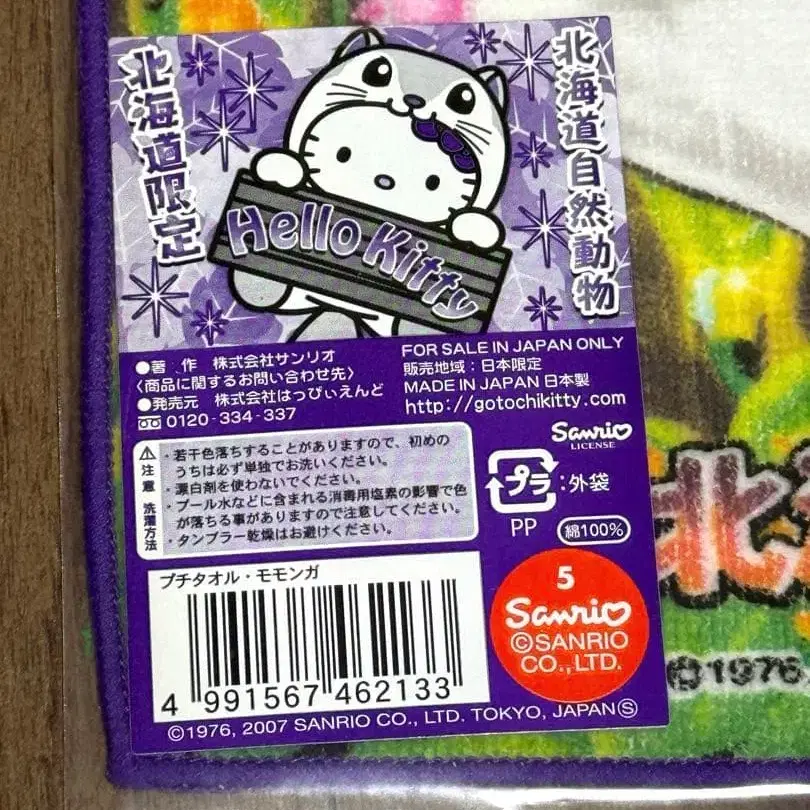 北海道限定
北海道自然動物
Hello Kitty
●著 作 株式会社サンリオ
〈商品に関するお問い合わせ先〉
●発売元 株式会社はっぴぃえんど
0120-334-337
FOR SALE IN JAPAN ONLY
販売地域:日本限定
MADE IN JAPAN 日本製
http://gotochikitty.com
Sanrio
LICENSE
注意 洗濯方法
・若干色落ちすることがありますので、初めの
うちは必ず単独でお洗いください。
・漂白剤を使わないでください。
・プール水などに含まれる消毒用塩素の影響で色
が落ちる事がありますので注意してください。
・タンブラー乾燥はお避けください。
プラ:外袋
PP
綿100%
プチタオル・モモンガ
4 991567 462133
5
Sanrio
©SANRIO
CO.,LTD.
©1976, 2007 SANRIO CO., LTD. TOKYO, JAPAN Ⓢ
北
©1976